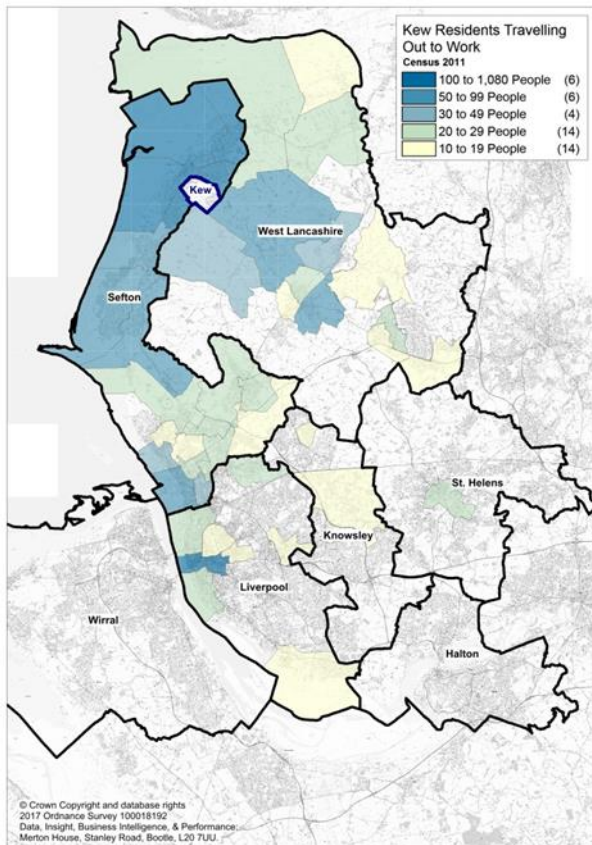 Kew Residents Travelling
Out to Work
Census 2011
100 to 1,080 People (6)
50 to 99 People (6)
30 to 49 People (4)
20 to 29 People (14)
10 to 19 People (14)
Kew
West Lancashire
Sefton
St. Helens
Knowsley
Liverpool
Wirral
Halton
© Crown Copyright and database rights
2017 Ordnance Survey 100018192
Data, Insight, Business Intelligence, & Performance:
Merton House, Stanley Road, Bootle, L20 7UU.